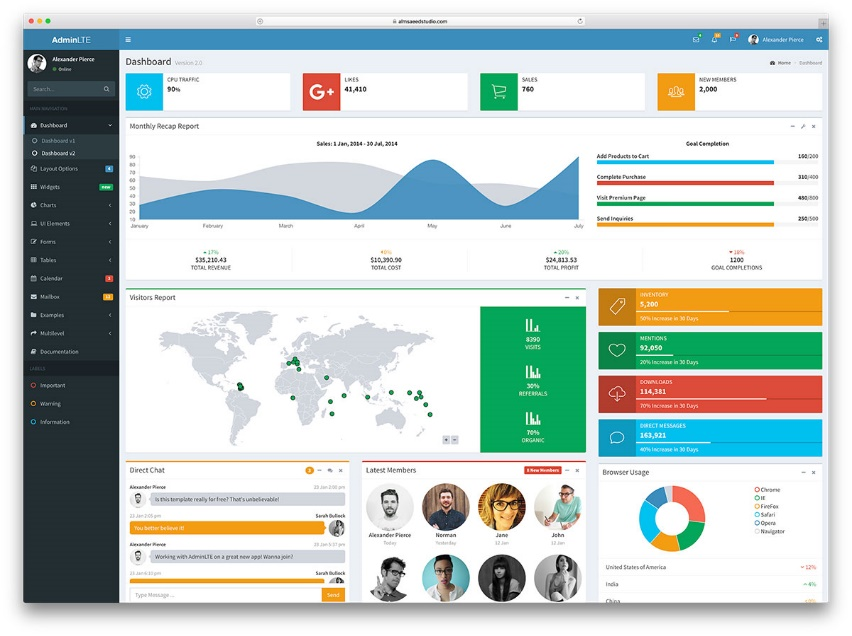 almsaeedstudio.com
AdminLTE
Alexander Pierce
Alexander Pierce
Online
Search...
MAIN NAVIGATION
Dashboard
Dashboard v1
Dashboard v2
Layout Options
4
Widgets
new
Charts
UI Elements
Forms
Tables
Calendar
3
Mailbox
12
Examples
Multilevel
Documentation
LABELS
Important
Warning
Information
Dashboard Version 2.0
Home > Dashboard
CPU TRAFFIC
90%
LIKES
41,410
SALES
760
NEW MEMBERS
2,000
Monthly Recap Report
Sales: 1 Jan, 2014 - 30 Jul, 2014
90
80
70
60
50
40
30
20
10
January February March April May June July
Goal Completion
Add Products to Cart 160/200
Complete Purchase 310/400
Visit Premium Page 480/800
Send Inquiries 250/500
17%
$35,210.43
TOTAL REVENUE
0%
$10,390.90
TOTAL COST
20%
$24,813.53
TOTAL PROFIT
18%
1200
GOAL COMPLETIONS
Visitors Report
+ −
8390
VISITS
30%
REFERRALS
70%
ORGANIC
INVENTORY
5,200
50% Increase in 30 Days
MENTIONS
92,050
20% Increase in 30 Days
DOWNLOADS
114,381
70% Increase in 30 Days
DIRECT MESSAGES
163,921
40% Increase in 30 Days
Direct Chat
Alexander Pierce 23 Jan 2:00 pm
Is this template really for free? That's unbelievable!
23 Jan 2:05 pm Sarah Bullock
You better believe it!
Alexander Pierce 23 Jan 5:37 pm
Working with AdminLTE on a great new app! Wanna join?
23 Jan 6:10 pm Sarah Bullock
Type Message...
Send
Latest Members
8 New Members
Alexander Pierce
Today
Norman
Yesterday
Jane
12 Jan
John
12 Jan
Browser Usage
Chrome
IE
FireFox
Safari
Opera
Navigator
United States of America 12%
India 4%
China